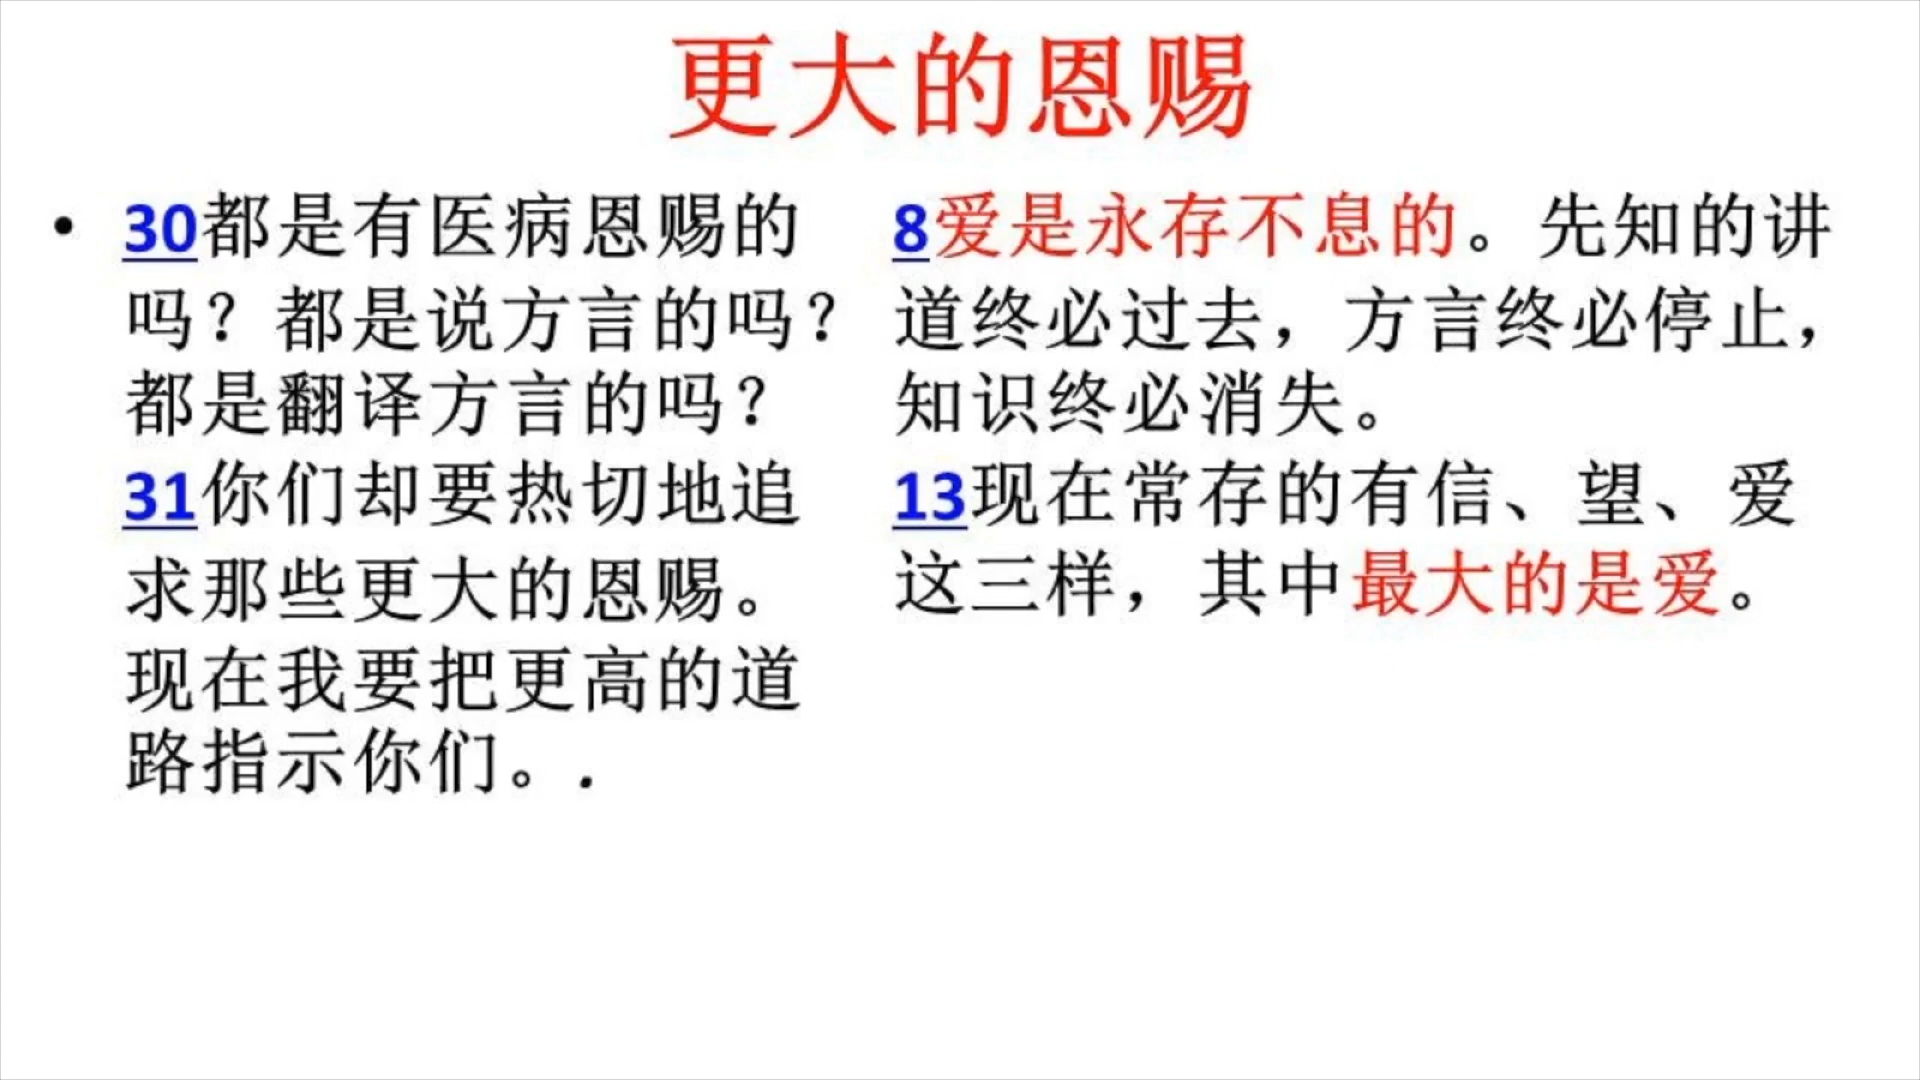 更大的恩赐
• 30都是有医病恩赐的
吗？都是说方言的吗？
都是翻译方言的吗？
31你们却要热切地追
求那些更大的恩赐。
现在我要把更高的道
路指示你们。.
8爱是永存不息的。先知的讲
道终必过去，方言终必停止，
知识终必消失。
13现在常存的有信、望、爱
这三样，其中最大的是爱。